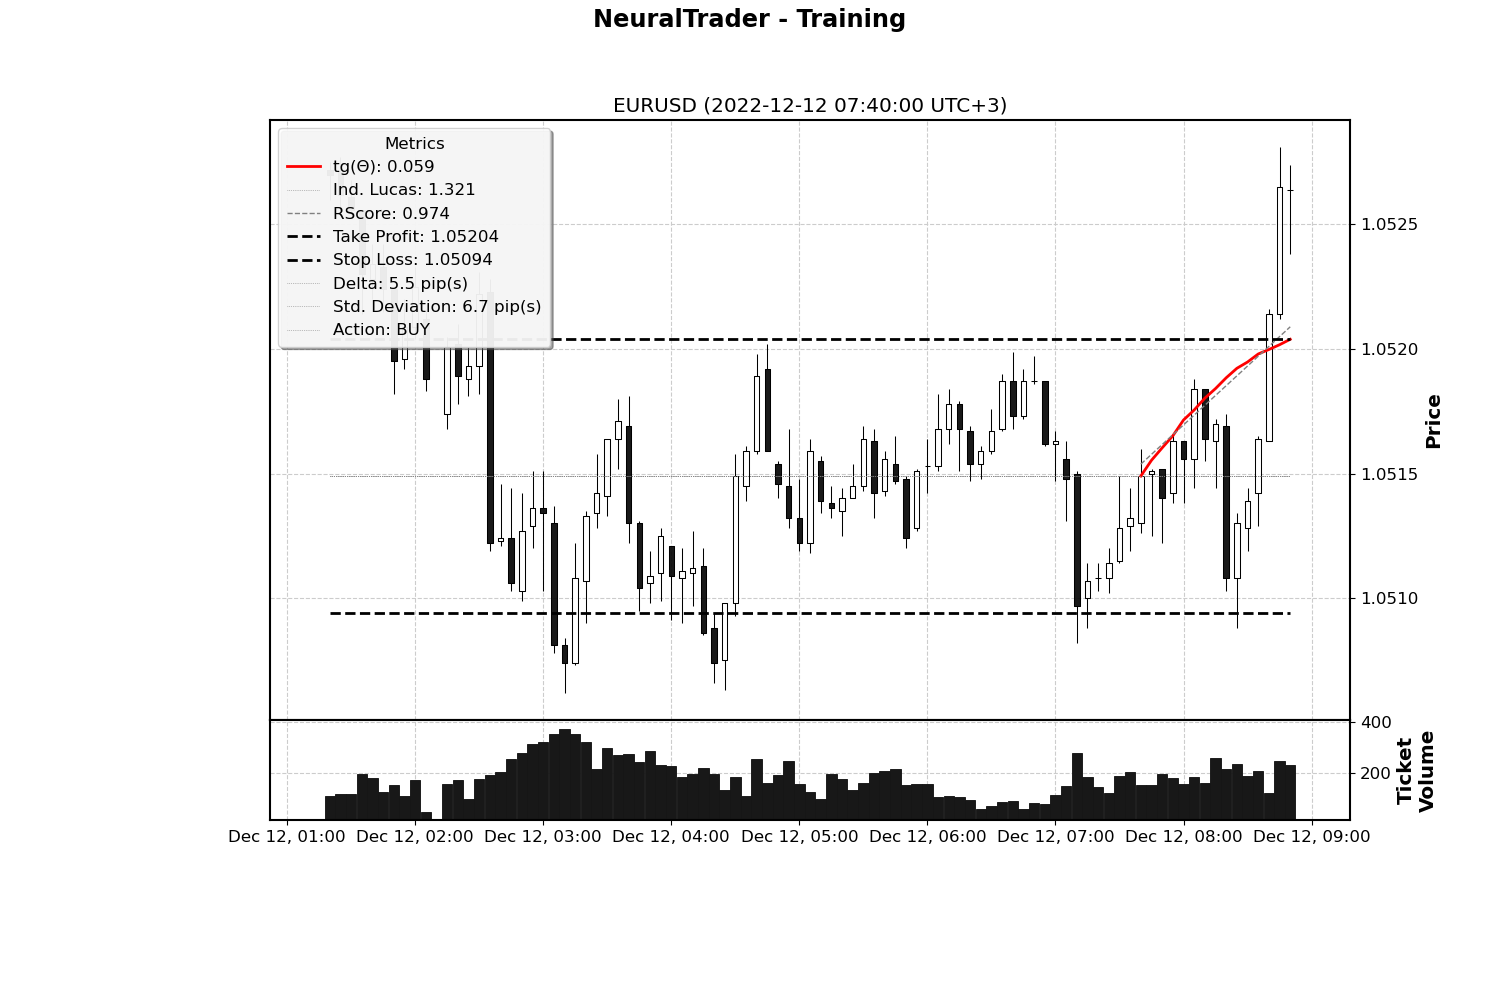 NeuralTrader - Training
EURUSD (2022-12-12 07:40:00 UTC+3)
Metrics
tg(Θ): 0.059
Ind. Lucas: 1.321
RScore: 0.974
Take Profit: 1.05204
Stop Loss: 1.05094
Delta: 5.5 pip(s)
Std. Deviation: 6.7 pip(s)
Action: BUY
1.0525
1.0520
1.0515
1.0510
Price
400
200
Ticket
Volume
Dec 12, 01:00 Dec 12, 02:00 Dec 12, 03:00 Dec 12, 04:00 Dec 12, 05:00 Dec 12, 06:00 Dec 12, 07:00 Dec 12, 08:00 Dec 12, 09:00